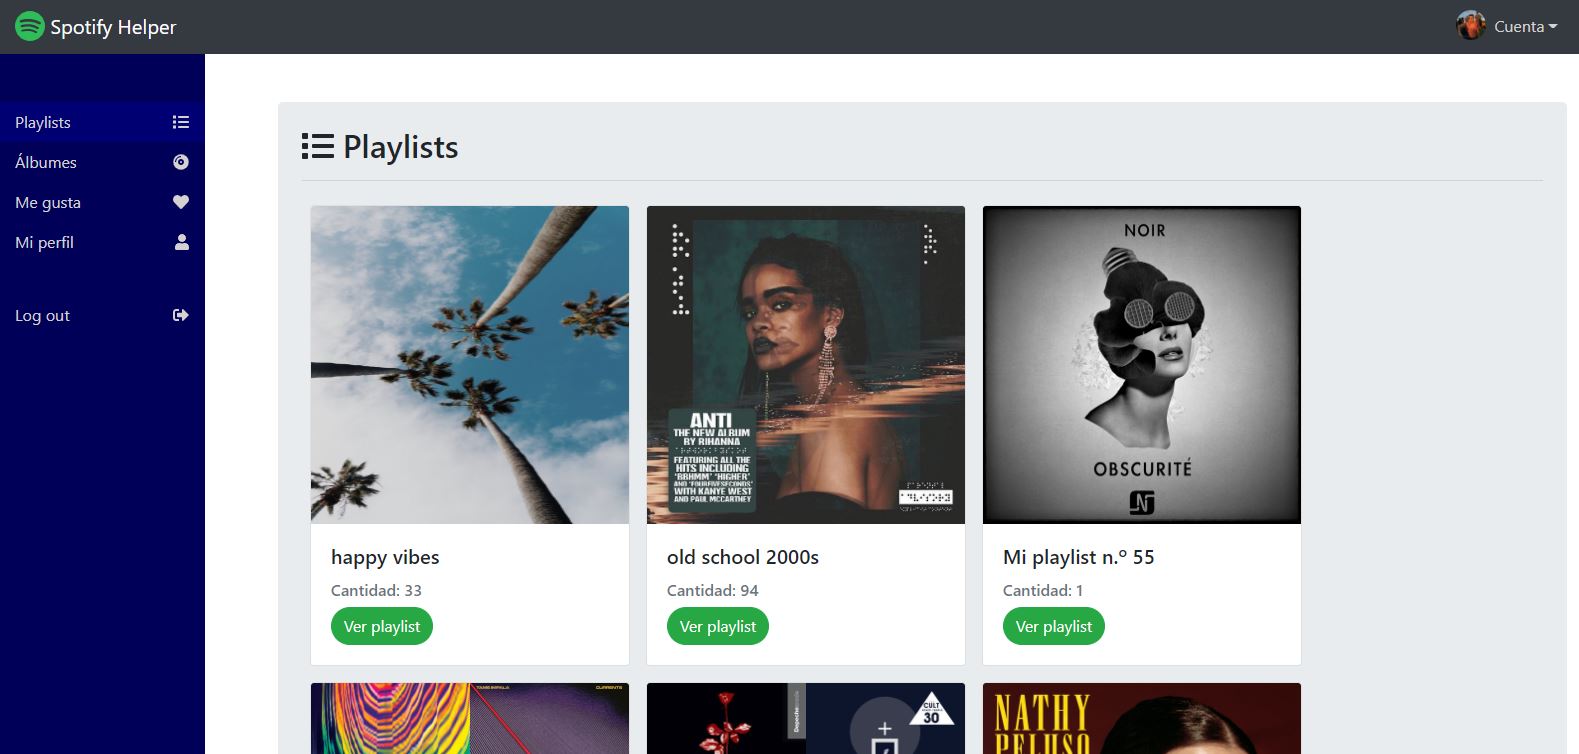 Spotify Helper
Cuenta
Playlists
Álbumes
Me gusta
Mi perfil
Log out
Playlists
ANTI
THE NEW ALBUM
BY RIHANNA
FEATURING ALL THE
HITS INCLUDING
'BBHMM' 'HIGHER'
AND 'FOURFIVESECONDS'
WITH KANYE WEST
AND PAUL MCCARTNEY
NOIR
OBSCURITÉ
happy vibes
Cantidad: 33
Ver playlist
old school 2000s
Cantidad: 94
Ver playlist
Mi playlist n.º 55
Cantidad: 1
Ver playlist
TAME IMPALA
CURRENTS
CULT
30
NATHY
PELUSO